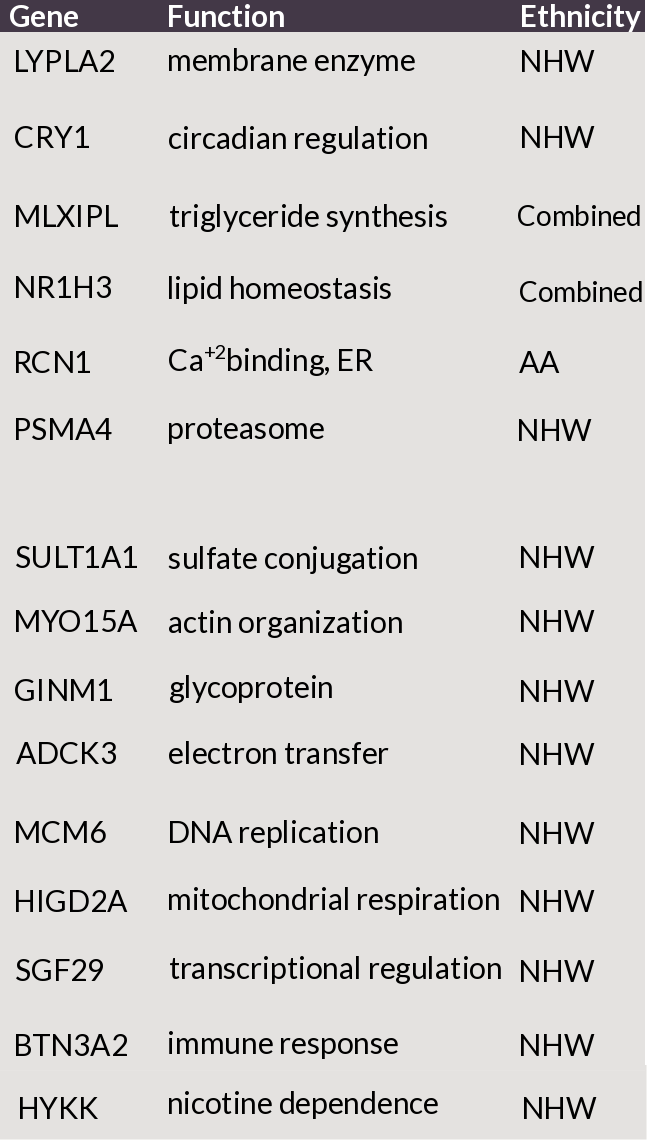 Gene Function Ethnicity
LYPLA2 membrane enzyme NHW
CRY1 circadian regulation NHW
MLXIPL triglyceride synthesis Combined
NR1H3 lipid homeostasis Combined
RCN1 Ca⁺²binding, ER AA
PSMA4 proteasome NHW
SULT1A1 sulfate conjugation NHW
MYO15A actin organization NHW
GINM1 glycoprotein NHW
ADCK3 electron transfer NHW
MCM6 DNA replication NHW
HIGD2A mitochondrial respiration NHW
SGF29 transcriptional regulation NHW
BTN3A2 immune response NHW
HYKK nicotine dependence NHW